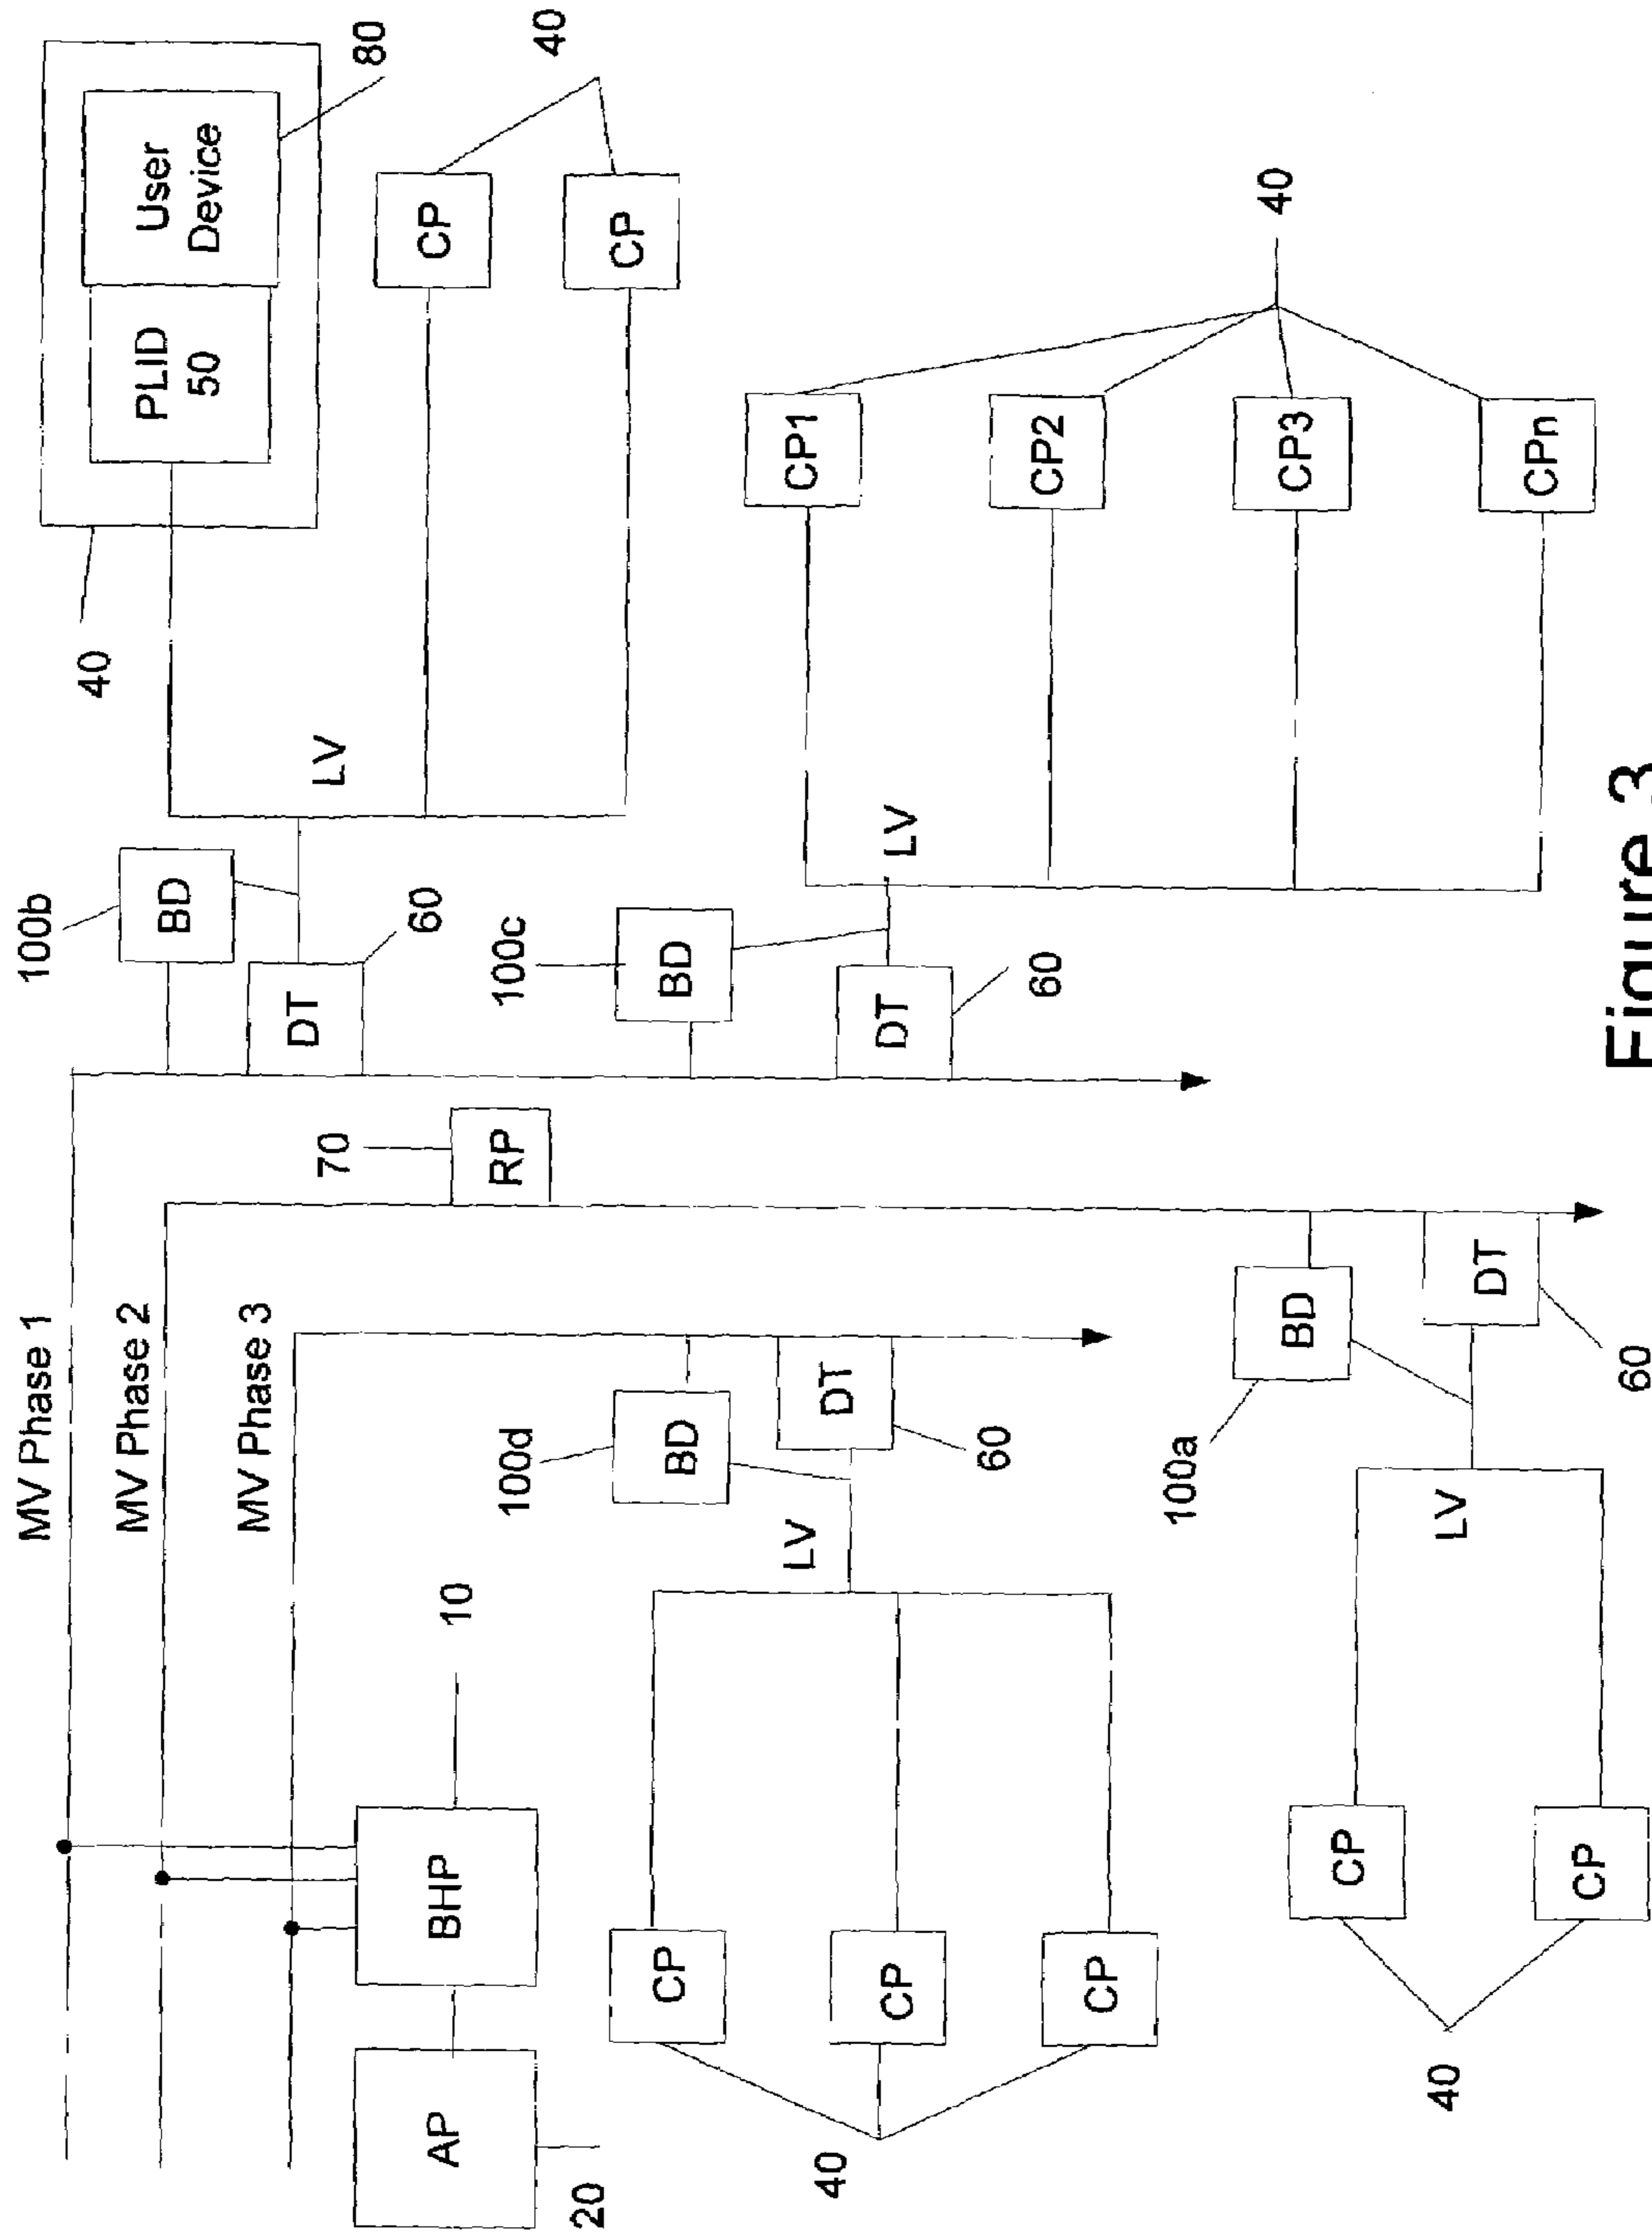 MV Phase 1
MV Phase 2
MV Phase 3
AP
20
BHP
10
70
RP
100b
BD
DT
60
LV
40
PLID
50
User
Device
80
CP
CP
40
100c
BD
DT
60
LV
CP1
CP2
CP3
CPn
40
100d
BD
DT
60
LV
CP
CP
CP
40
100a
BD
DT
60
LV
CP
CP
40
Figure 3